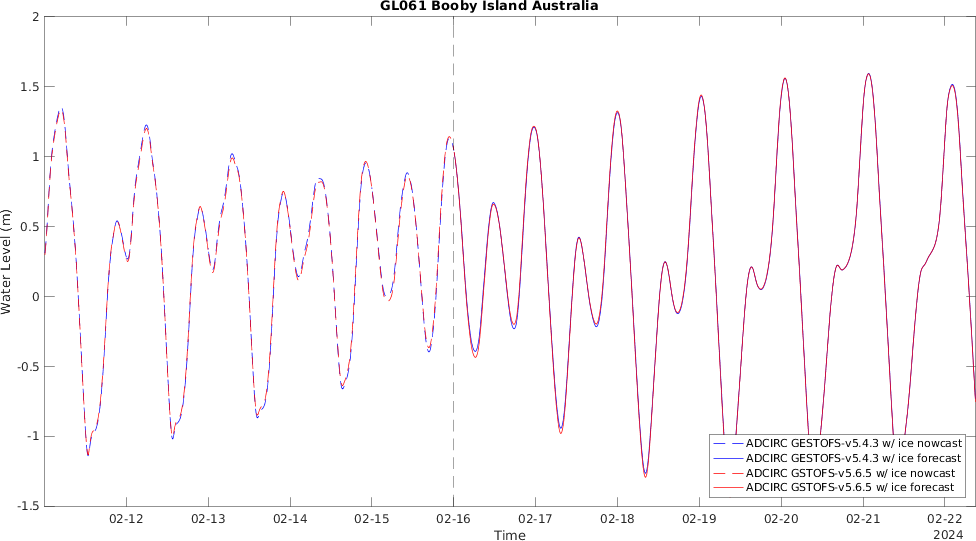 GL061 Booby Island Australia
Water Level (m)
2
1.5
1
0.5
0
-0.5
-1
-1.5
ADCIRC GESTOFS-v5.4.3 w/ ice nowcast
ADCIRC GESTOFS-v5.4.3 w/ ice forecast
ADCIRC GSTOFS-v5.6.5 w/ ice nowcast
ADCIRC GSTOFS-v5.6.5 w/ ice forecast
02-12 02-13 02-14 02-15 02-16 02-17 02-18 02-19 02-20 02-21 02-22
Time
2024